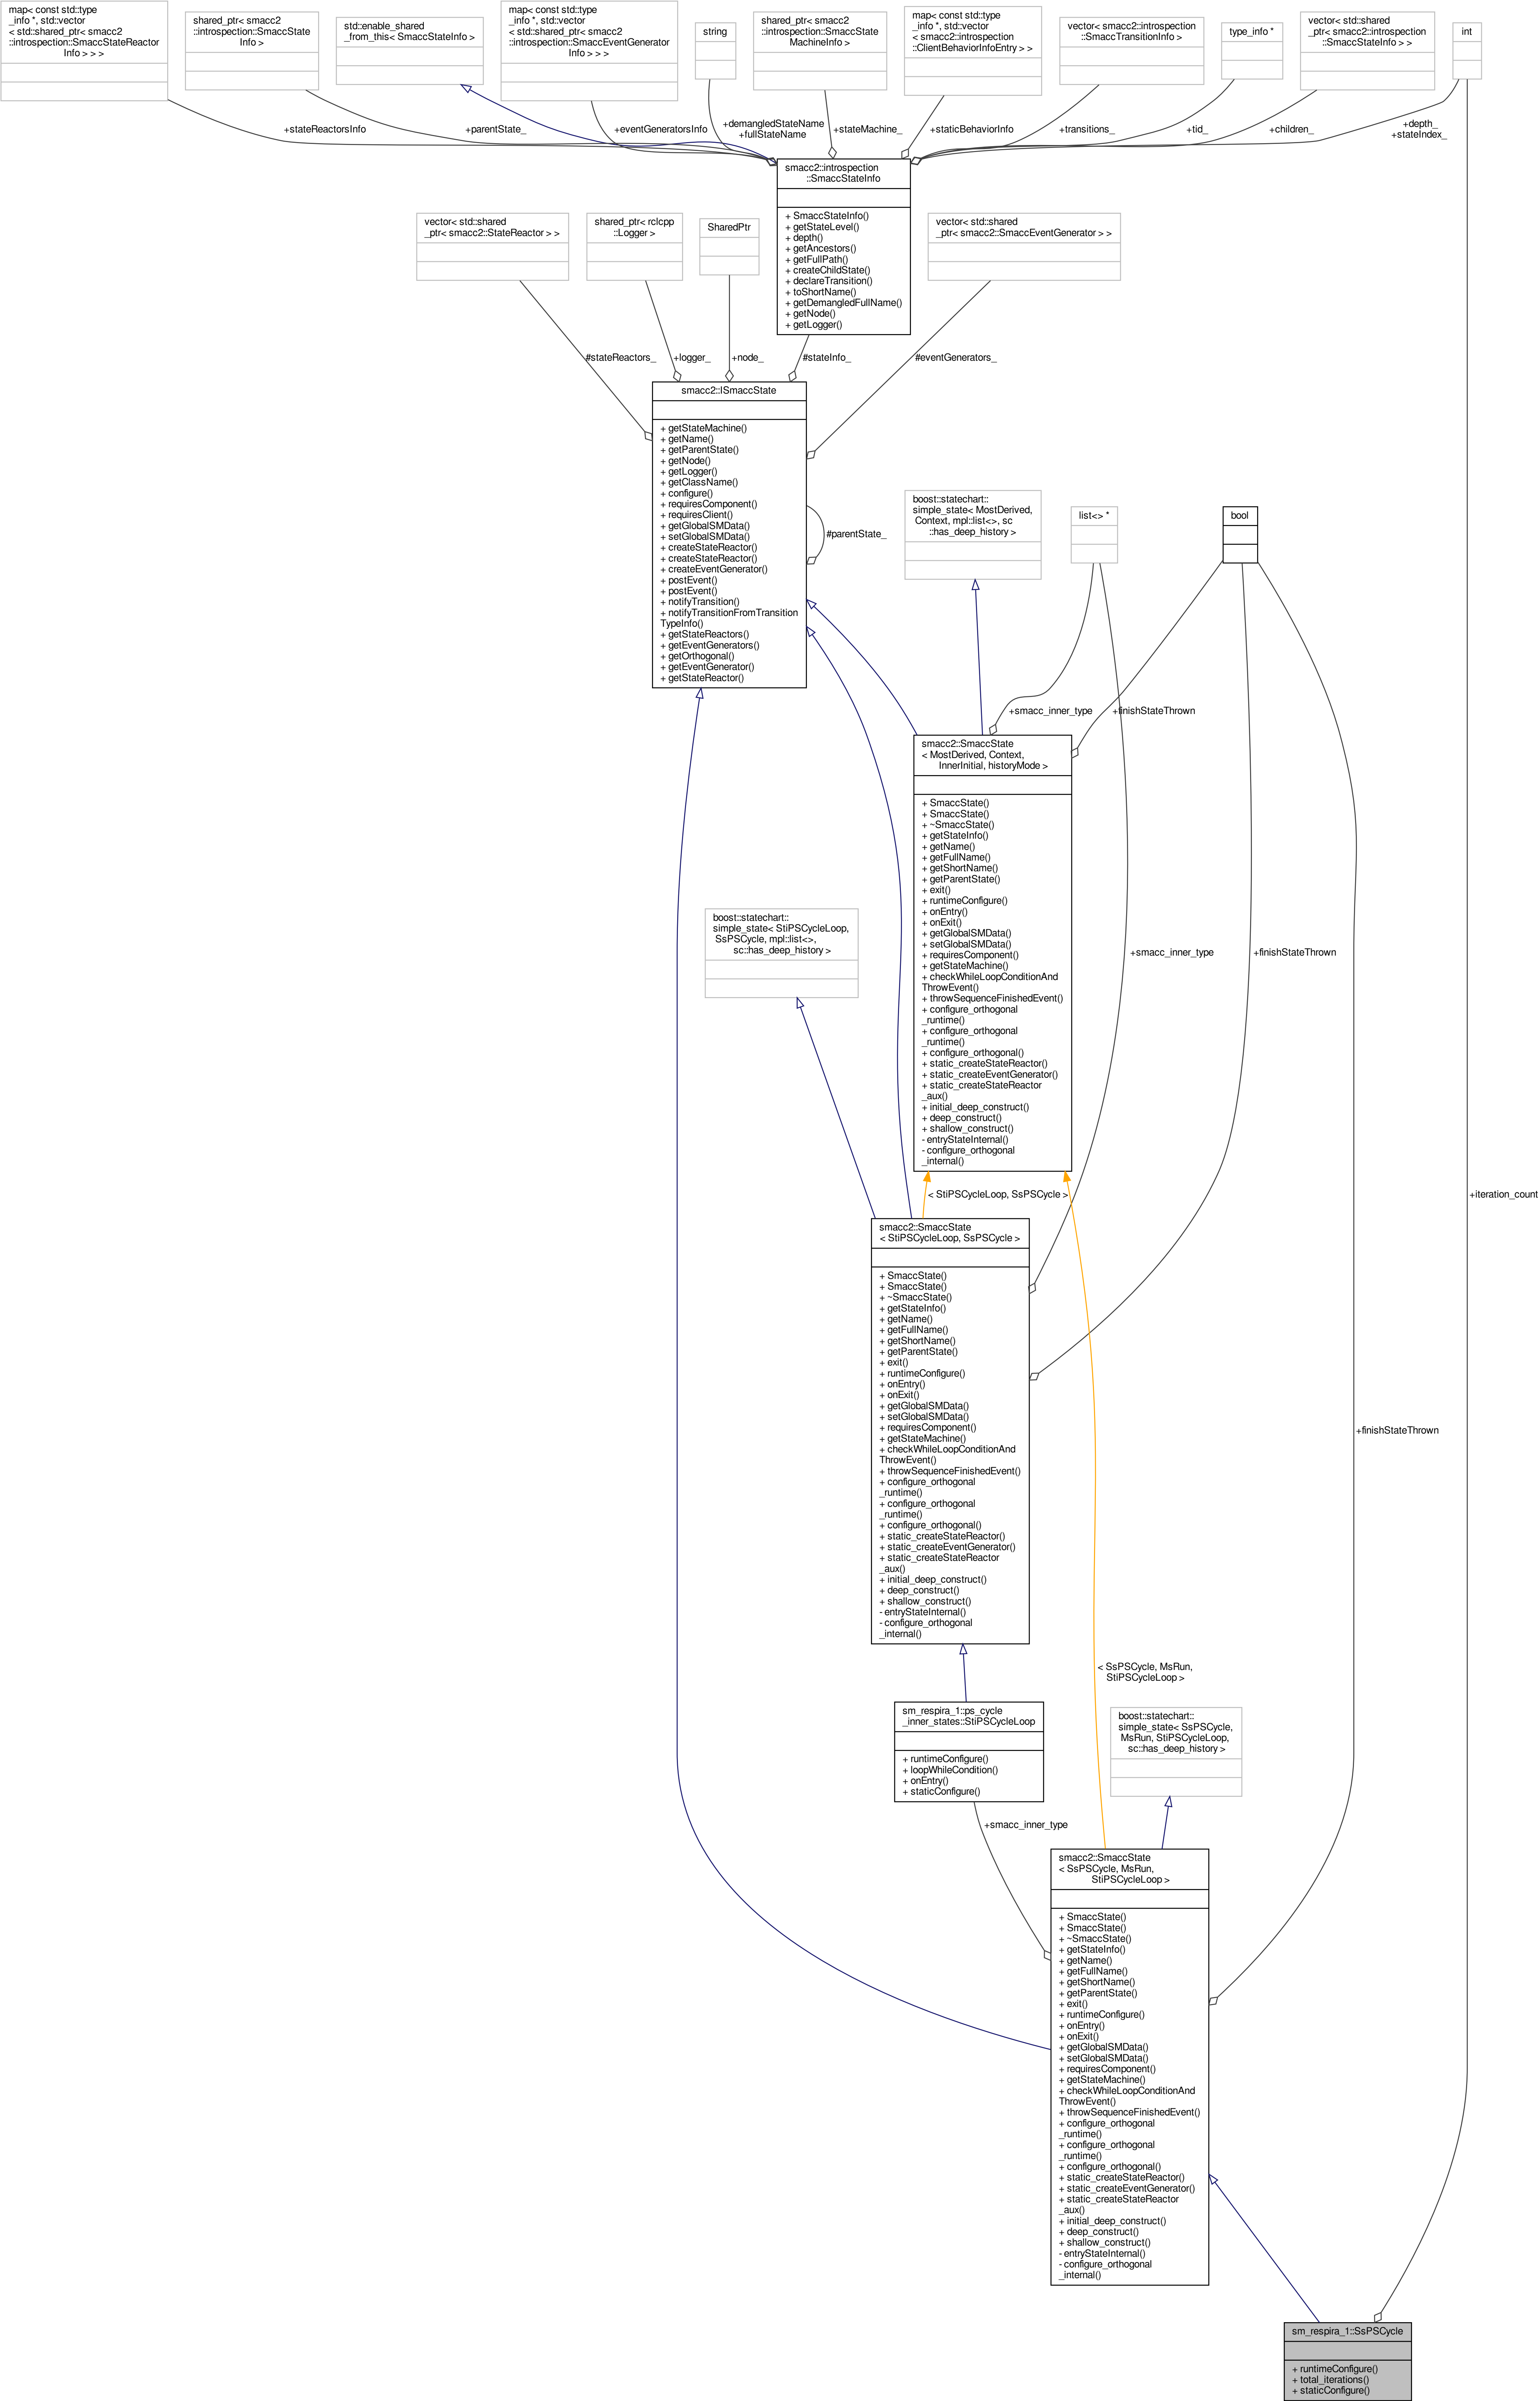 map< const std::type
_info *, std::vector
< std::shared_ptr< smacc2
::introspection::SmaccStateReactor
Info > > >
shared_ptr< smacc2
::introspection::SmaccState
Info >
std::enable_shared
_from_this< SmaccStateInfo >
map< const std::type
_info *, std::vector
< std::shared_ptr< smacc2
::introspection::SmaccEventGenerator
Info > > >
string
shared_ptr< smacc2
::introspection::SmaccState
MachineInfo >
map< const std::type
_info *, std::vector
< smacc2::introspection
::ClientBehaviorInfoEntry > >
vector< smacc2::introspection
::SmaccTransitionInfo >
type_info *
vector< std::shared
_ptr< smacc2::introspection
::SmaccStateInfo > >
int
+stateReactorsInfo
+parentState_
+eventGeneratorsInfo
+demangledStateName
+fullStateName
+stateMachine_
+staticBehaviorInfo
+transitions_
+tid_
+children_
+depth_
+stateIndex_
smacc2::introspection
::SmaccStateInfo
+ SmaccStateInfo()
+ getStateLevel()
+ depth()
+ getAncestors()
+ getFullPath()
+ createChildState()
+ declareTransition()
+ toShortName()
+ getDemangledFullName()
+ getNode()
+ getLogger()
vector< std::shared
_ptr< smacc2::StateReactor > >
shared_ptr< rclcpp
::Logger >
SharedPtr
vector< std::shared
_ptr< smacc2::SmaccEventGenerator > >
#stateReactors_
+logger_
+node_
#stateInfo_
#eventGenerators_
smacc2::ISmaccState
+ getStateMachine()
+ getName()
+ getParentState()
+ getNode()
+ getLogger()
+ getClassName()
+ configure()
+ requiresComponent()
+ requiresClient()
+ getGlobalSMData()
+ setGlobalSMData()
+ createStateReactor()
+ createStateReactor()
+ createEventGenerator()
+ postEvent()
+ postEvent()
+ notifyTransition()
+ notifyTransitionFromTransition
TypeInfo()
+ getStateReactors()
+ getEventGenerators()
+ getOrthogonal()
+ getEventGenerator()
+ getStateReactor()
#parentState_
boost::statechart::
simple_state< MostDerived,
Context, mpl::list<>, sc
::has_deep_history >
list<> *
bool
+smacc_inner_type
+finishStateThrown
smacc2::SmaccState
< MostDerived, Context,
InnerInitial, historyMode >
+ SmaccState()
+ SmaccState()
+ ~SmaccState()
+ getStateInfo()
+ getName()
+ getFullName()
+ getShortName()
+ getParentState()
+ exit()
+ runtimeConfigure()
+ onEntry()
+ onExit()
+ getGlobalSMData()
+ setGlobalSMData()
+ requiresComponent()
+ getStateMachine()
+ checkWhileLoopConditionAnd
ThrowEvent()
+ throwSequenceFinishedEvent()
+ configure_orthogonal
_runtime()
+ configure_orthogonal
_runtime()
+ configure_orthogonal()
+ static_createStateReactor()
+ static_createEventGenerator()
+ static_createStateReactor
_aux()
+ initial_deep_construct()
+ deep_construct()
+ shallow_construct()
- entryStateInternal()
- configure_orthogonal
_internal()
boost::statechart::
simple_state< StiPSCycleLoop,
SsPSCycle, mpl::list<>,
sc::has_deep_history >
+smacc_inner_type
+finishStateThrown
< StiPSCycleLoop, SsPSCycle >
+iteration_count
smacc2::SmaccState
< StiPSCycleLoop, SsPSCycle >
+ SmaccState()
+ SmaccState()
+ ~SmaccState()
+ getStateInfo()
+ getName()
+ getFullName()
+ getShortName()
+ getParentState()
+ exit()
+ runtimeConfigure()
+ onEntry()
+ onExit()
+ getGlobalSMData()
+ setGlobalSMData()
+ requiresComponent()
+ getStateMachine()
+ checkWhileLoopConditionAnd
ThrowEvent()
+ throwSequenceFinishedEvent()
+ configure_orthogonal
_runtime()
+ configure_orthogonal
_runtime()
+ configure_orthogonal()
+ static_createStateReactor()
+ static_createEventGenerator()
+ static_createStateReactor
_aux()
+ initial_deep_construct()
+ deep_construct()
+ shallow_construct()
- entryStateInternal()
- configure_orthogonal
_internal()
+finishStateThrown
< SsPSCycle, MsRun,
StiPSCycleLoop >
sm_respira_1::ps_cycle
_inner_states::StiPSCycleLoop
+ runtimeConfigure()
+ loopWhileCondition()
+ onEntry()
+ staticConfigure()
boost::statechart::
simple_state< SsPSCycle,
MsRun, StiPSCycleLoop,
sc::has_deep_history >
+smacc_inner_type
smacc2::SmaccState
< SsPSCycle, MsRun,
StiPSCycleLoop >
+ SmaccState()
+ SmaccState()
+ ~SmaccState()
+ getStateInfo()
+ getName()
+ getFullName()
+ getShortName()
+ getParentState()
+ exit()
+ runtimeConfigure()
+ onEntry()
+ onExit()
+ getGlobalSMData()
+ setGlobalSMData()
+ requiresComponent()
+ getStateMachine()
+ checkWhileLoopConditionAnd
ThrowEvent()
+ throwSequenceFinishedEvent()
+ configure_orthogonal
_runtime()
+ configure_orthogonal
_runtime()
+ configure_orthogonal()
+ static_createStateReactor()
+ static_createEventGenerator()
+ static_createStateReactor
_aux()
+ initial_deep_construct()
+ deep_construct()
+ shallow_construct()
- entryStateInternal()
- configure_orthogonal
_internal()
sm_respira_1::SsPSCycle
+ runtimeConfigure()
+ total_iterations()
+ staticConfigure()